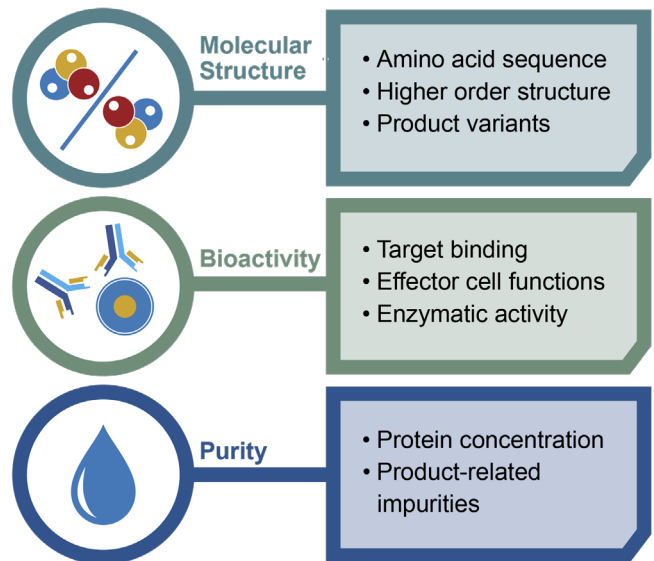 Molecular
Structure
• Amino acid sequence
• Higher order structure
• Product variants
Bioactivity
• Target binding
• Effector cell functions
• Enzymatic activity
Purity
• Protein concentration
• Product-related
impurities